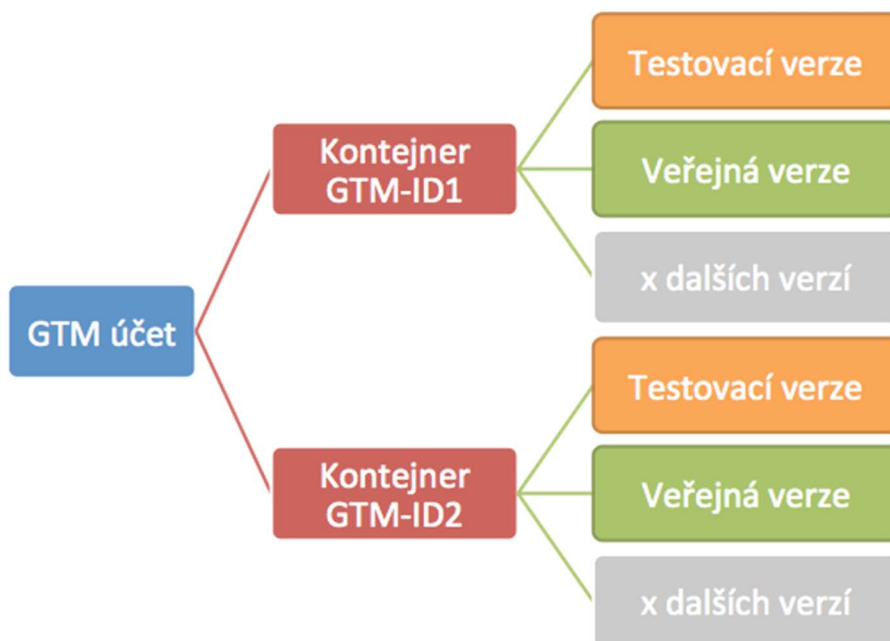 GTM účet
Kontejner
GTM-ID1
Testovací verze
Veřejná verze
x dalších verzí
Kontejner
GTM-ID2
Testovací verze
Veřejná verze
x dalších verzí